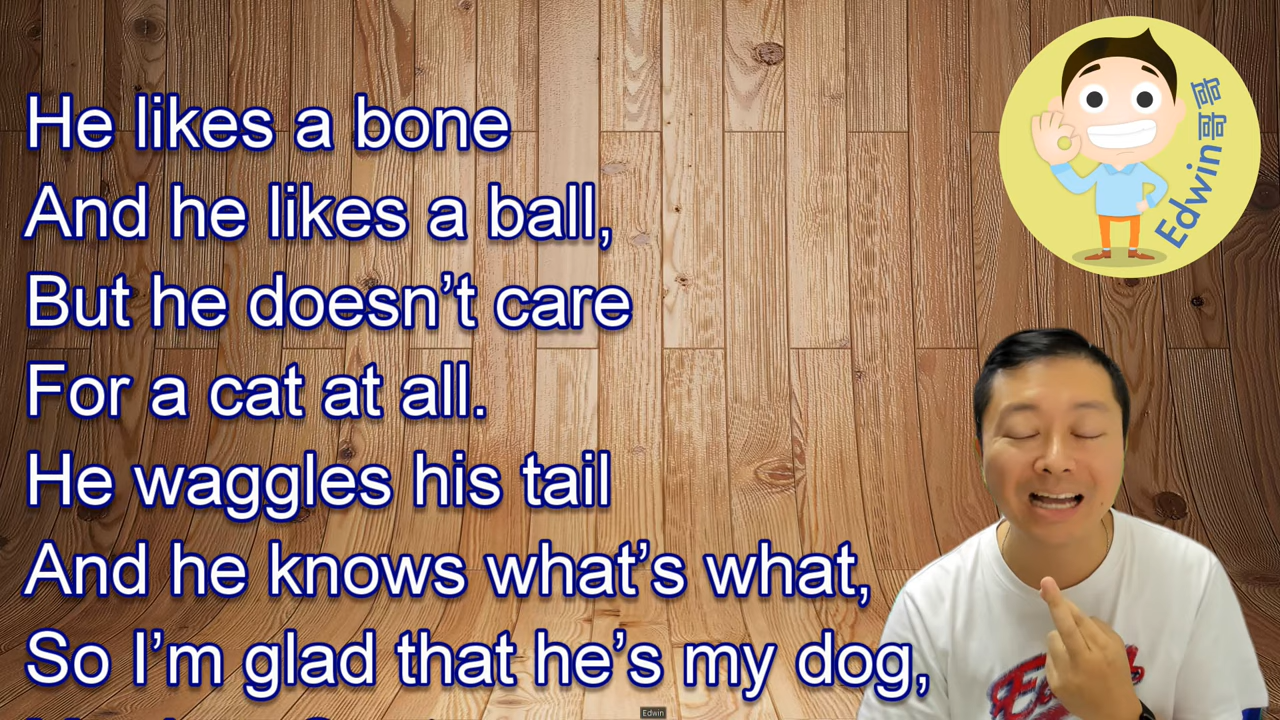 He likes a bone
And he likes a ball,
But he doesn’t care
For a cat at all.
He waggles his tail
And he knows what’s what,
So I’m glad that he’s my dog,
Edwin哥哥
Edwin